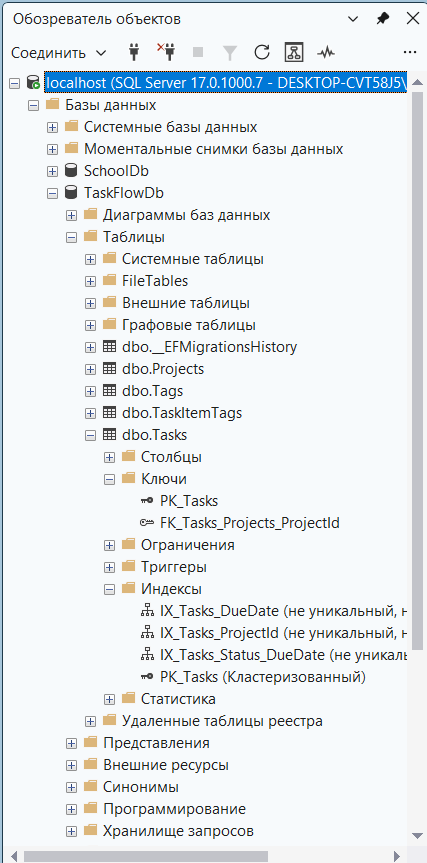 Обозреватель объектов
Соединить
localhost (SQL Server 17.0.1000.7 - DESKTOP-CVT58J5\
Базы данных
Системные базы данных
Моментальные снимки базы данных
SchoolDb
TaskFlowDb
Диаграммы баз данных
Таблицы
Системные таблицы
FileTables
Внешние таблицы
Графовые таблицы
dbo.__EFMigrationsHistory
dbo.Projects
dbo.Tags
dbo.TaskItemTags
dbo.Tasks
Столбцы
Ключи
PK_Tasks
FK_Tasks_Projects_ProjectId
Ограничения
Триггеры
Индексы
IX_Tasks_DueDate (не уникальный, н
IX_Tasks_ProjectId (не уникальный, н
IX_Tasks_Status_DueDate (не уникаль
PK_Tasks (Кластеризованный)
Статистика
Удаленные таблицы реестра
Представления
Внешние ресурсы
Синонимы
Программирование
Хранилище запросов